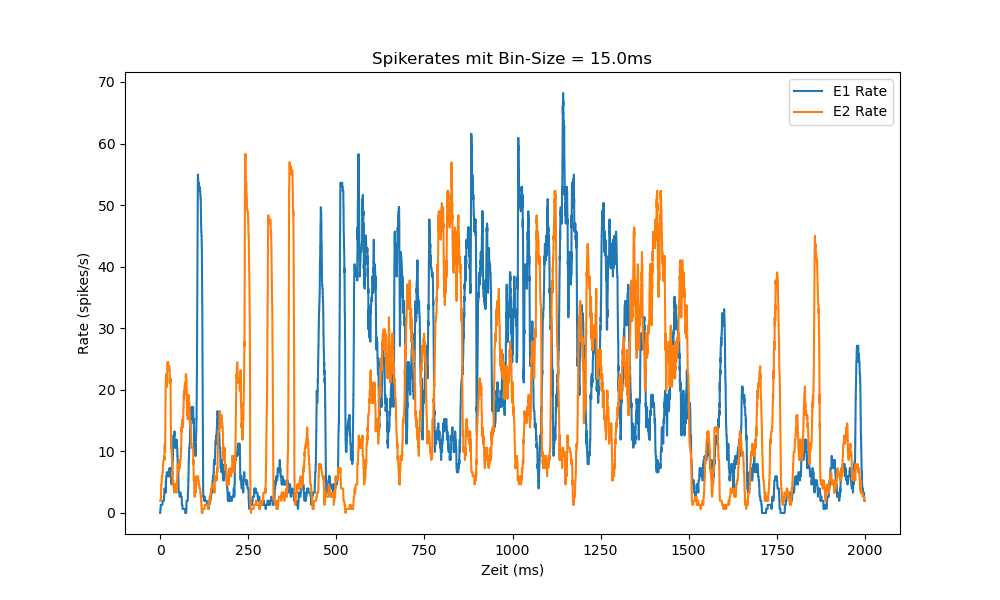 Spikerates mit Bin-Size = 15.0ms
E1 Rate
E2 Rate
Rate (spikes/s)
70
60
50
40
30
20
10
0
0 250 500 750 1000 1250 1500 1750 2000
Zeit (ms)